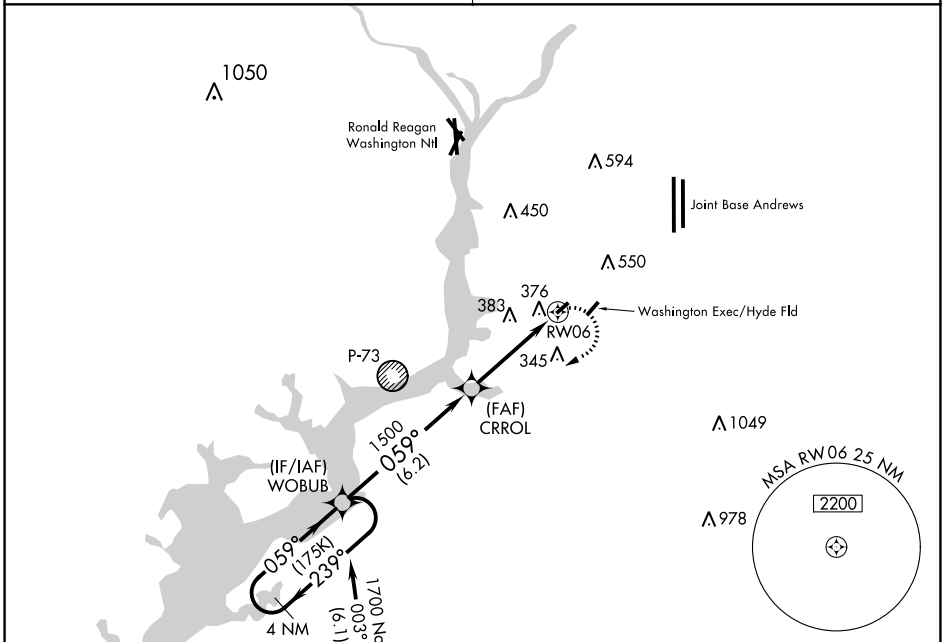 1050
Ronald Reagan
Washington Ntl
594
Joint Base Andrews
450
550
376
383
Washington Exec/Hyde Fld
RW06
345
P-73
(FAF)
CRROL
1500
059°
(6.2)
1049
(IF/IAF)
WOBUB
MSA RW06 25 NM
2200
978
059°
(175K)
239°
4 NM
1700 No
003°
(6.1)